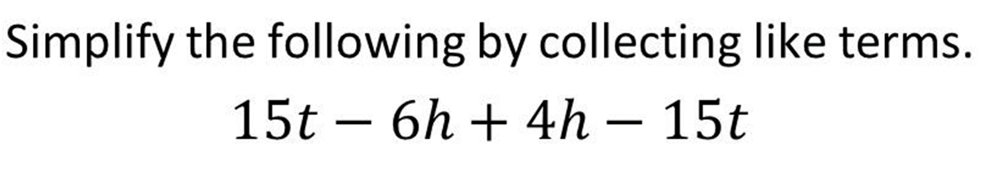 Simplify the following by collecting like terms.
15t − 6h + 4h − 15t